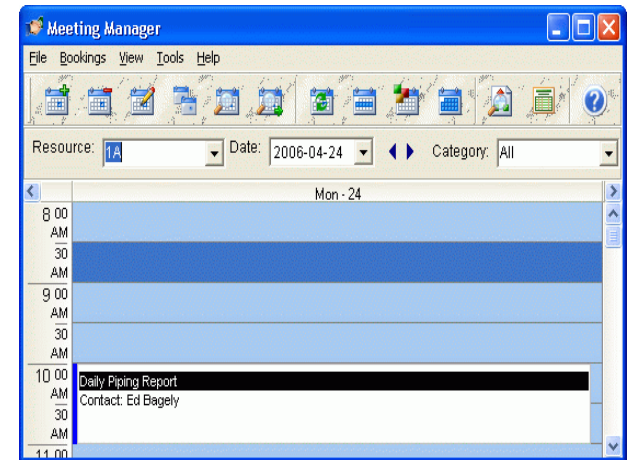 Meeting Manager
File Bookings View Tools Help
Resource: 1A Date: 2006-04-24 Category: All
Mon - 24
8 00
AM
30
AM
9 00
AM
30
AM
10 00
Daily Piping Report
AM
Contact: Ed Bagely
30
AM
11 00